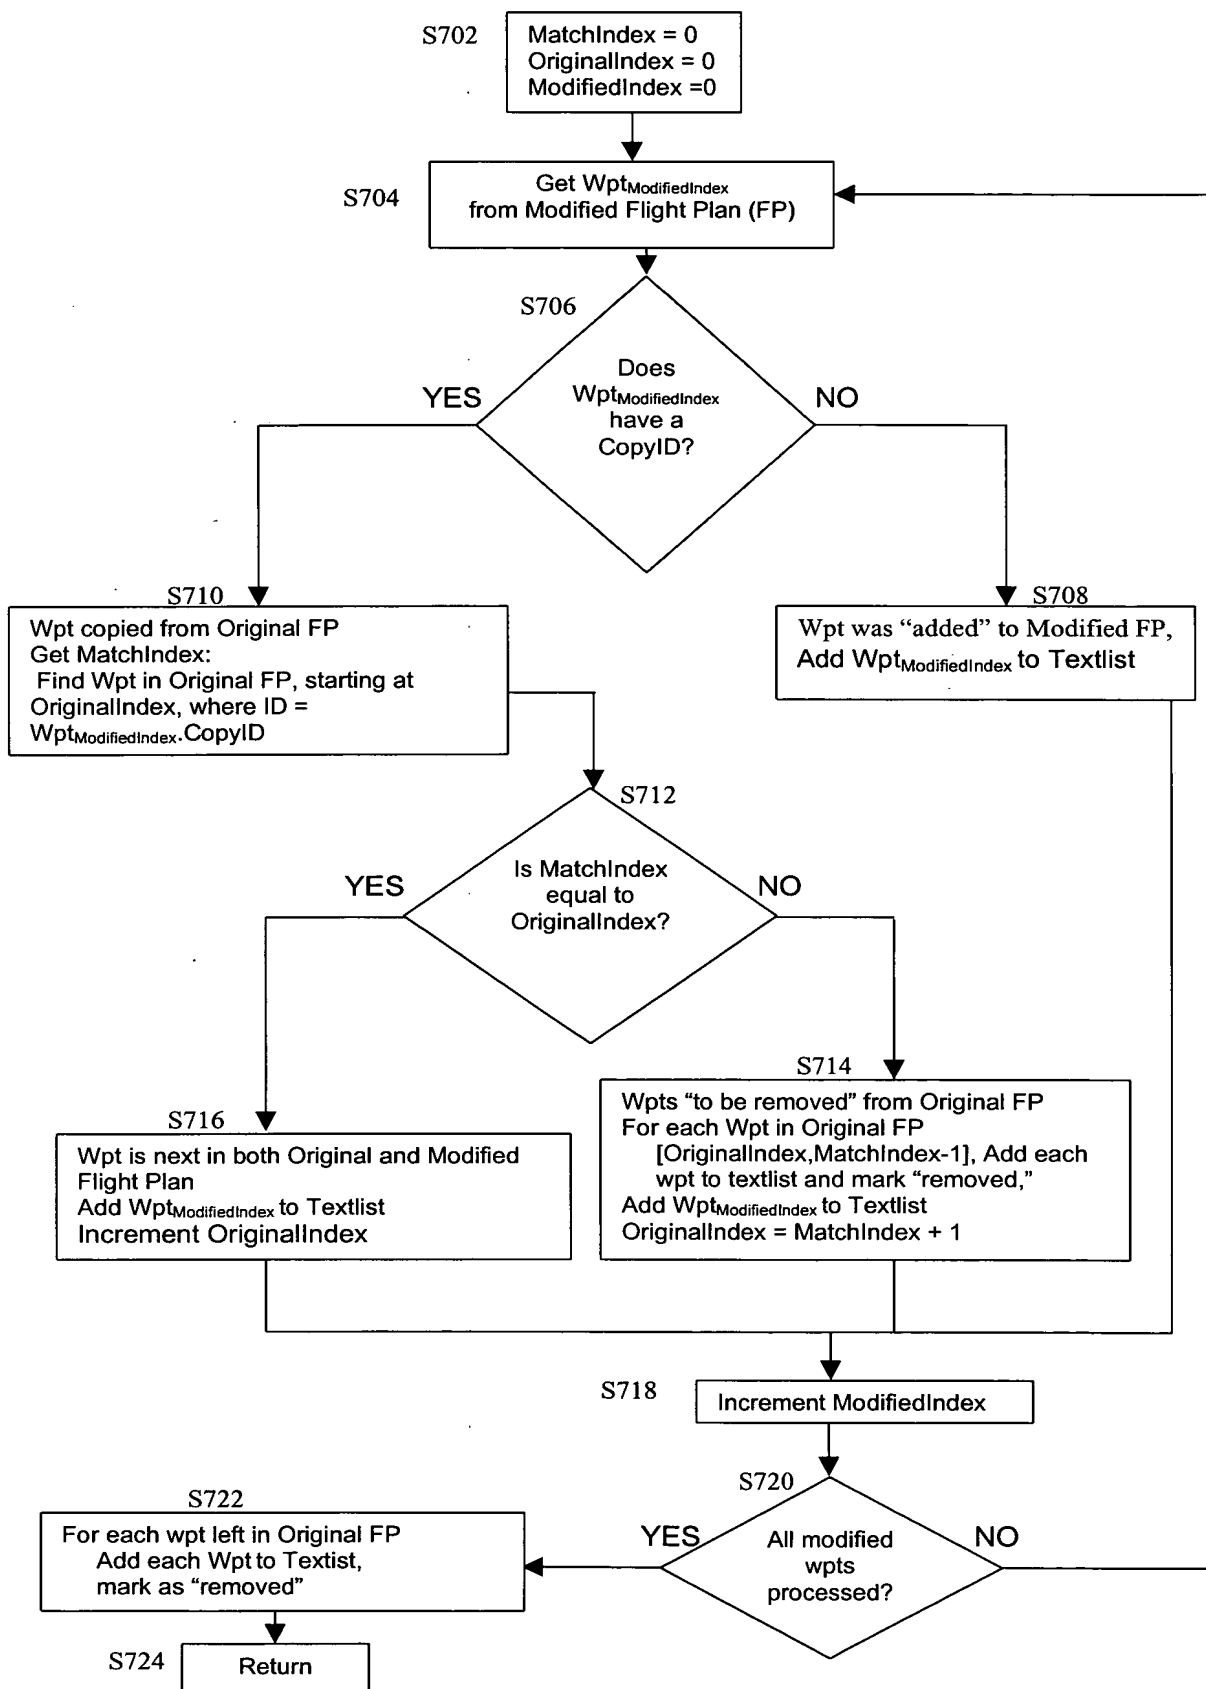 S702
MatchIndex = 0
OriginalIndex = 0
ModifiedIndex =0
S704
Get WptModifiedIndex
from Modified Flight Plan (FP)
S706
Does
WptModifiedIndex
have a
CopyID?
YES
NO
S710
Wpt copied from Original FP
Get MatchIndex:
Find Wpt in Original FP, starting at
OriginalIndex, where ID =
WptModifiedIndex.CopyID
S708
Wpt was “added” to Modified FP,
Add WptModifiedIndex to Textlist
S712
Is MatchIndex
equal to
OriginalIndex?
YES
NO
S714
Wpts “to be removed” from Original FP
For each Wpt in Original FP
[OriginalIndex,MatchIndex-1], Add each
wpt to textlist and mark “removed,”
Add WptModifiedIndex to Textlist
OriginalIndex = MatchIndex + 1
S716
Wpt is next in both Original and Modified
Flight Plan
Add WptModifiedIndex to Textlist
Increment OriginalIndex
S718
Increment ModifiedIndex
S720
All modified
wpts
processed?
YES
NO
S722
For each wpt left in Original FP
Add each Wpt to Textist,
mark as “removed”
S724
Return